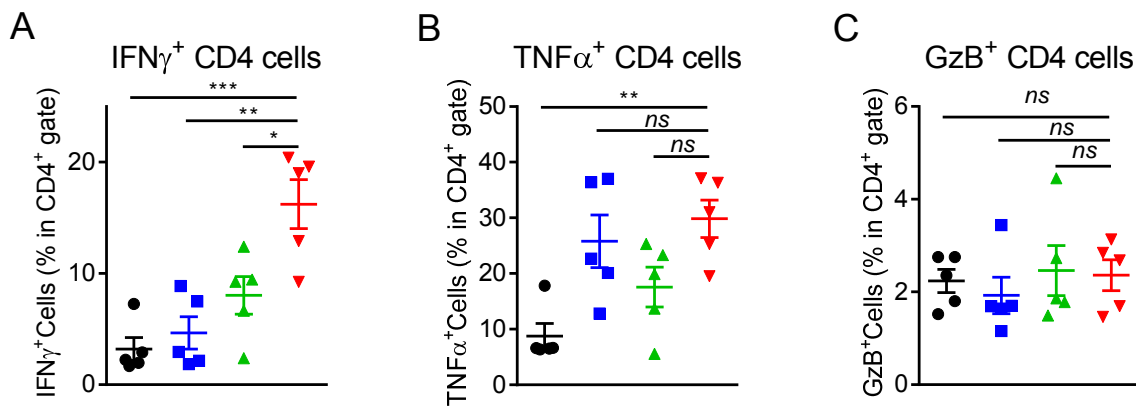 A
IFNγ⁺ CD4 cells
IFNγ⁺Cells (% in CD4⁺ gate)
20
10
0
***
**
*
B
TNFα⁺ CD4 cells
TNFα⁺Cells (% in CD4⁺ gate)
50
40
30
20
10
0
**
ns
ns
C
GzB⁺ CD4 cells
GzB⁺Cells (% in CD4⁺ gate)
6
4
2
0
ns
ns
ns